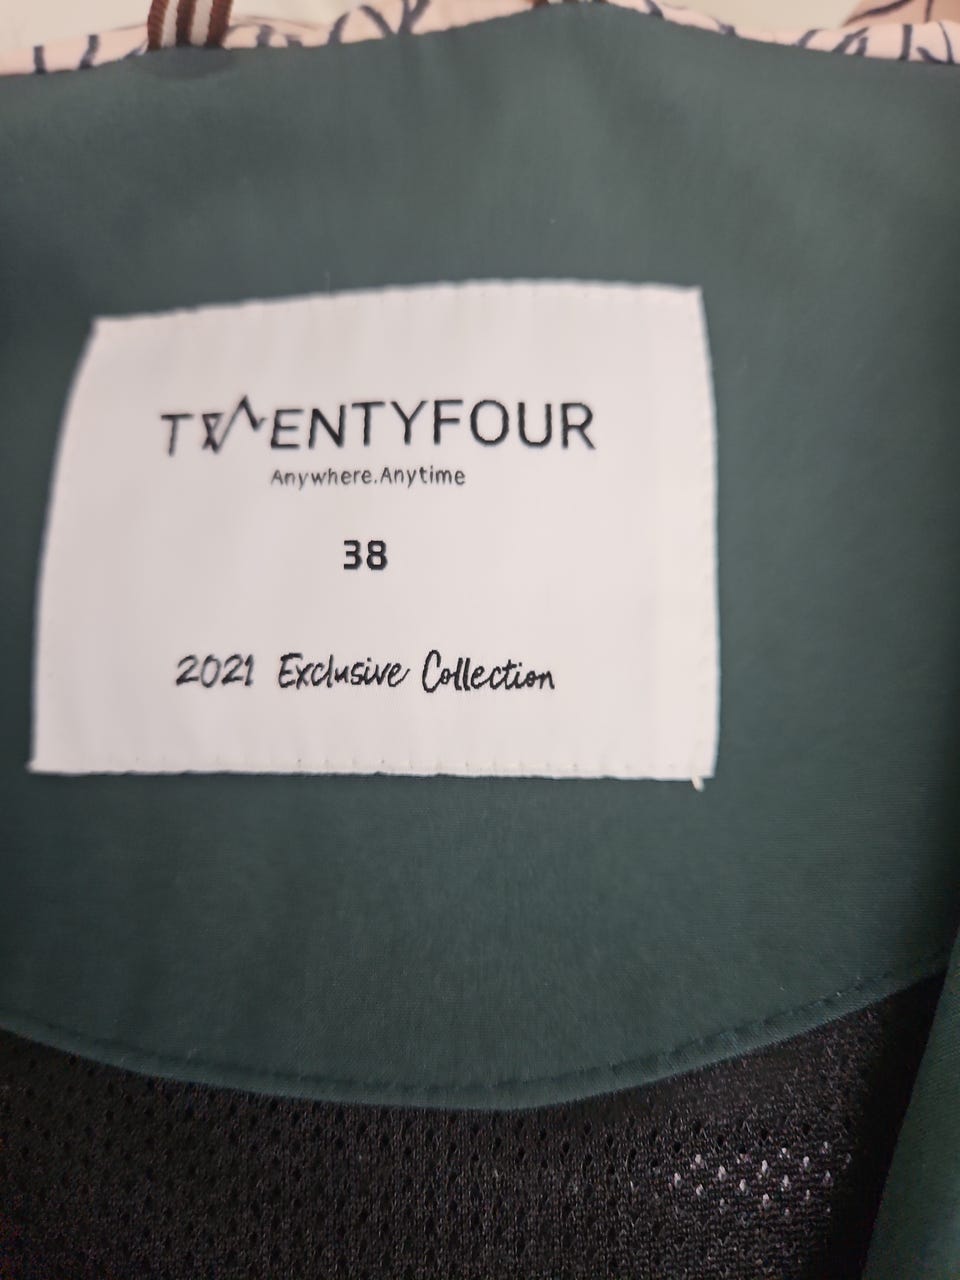 TWENTYFOUR
Anywhere.Anytime
38
2021 Exclusive Collection